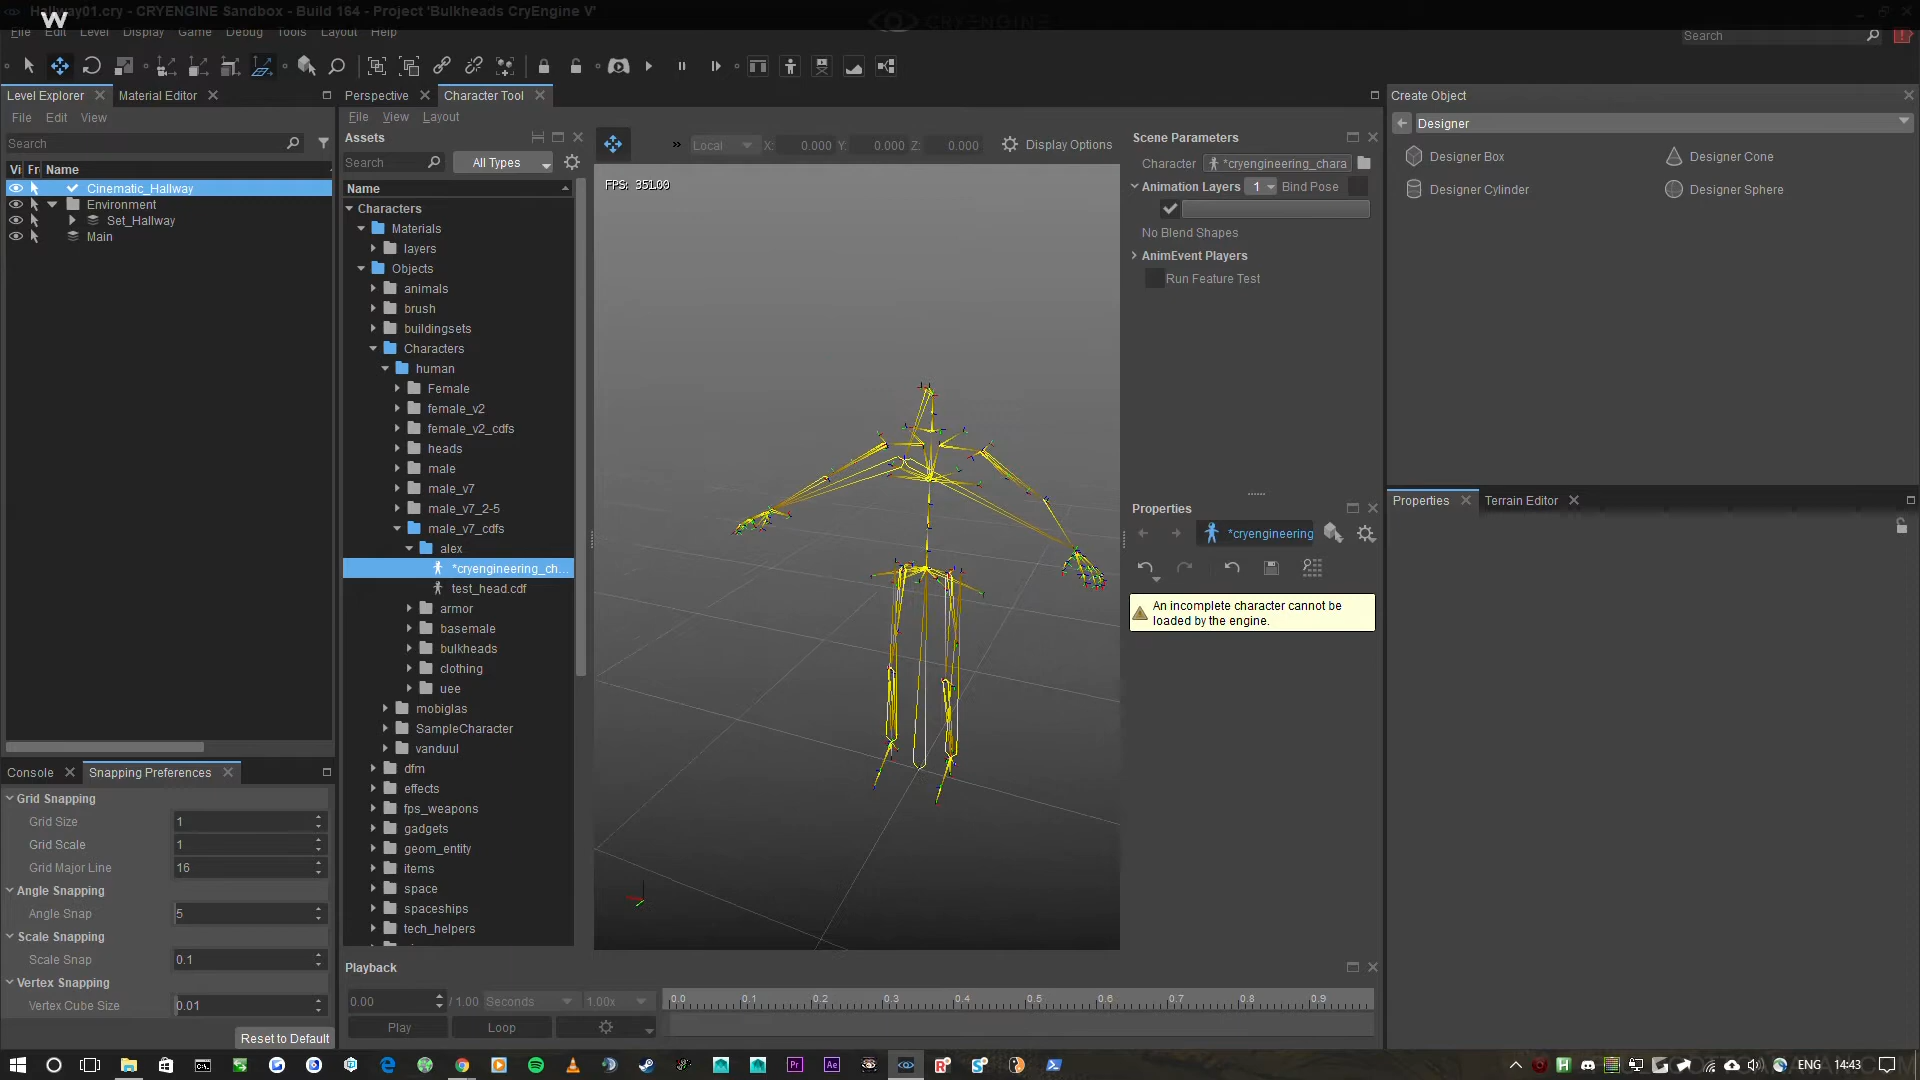 Hallway01.cry - CRYENGINE Sandbox - Build 164 - Project 'Bulkheads CryEngine V'
W
CRYENGINE
File Edit Level Display Game Debug Tools Layout Help
Search
Level Explorer
Material Editor
File Edit View
Search
Vi Fr Name
Cinematic_Hallway
Environment
Set_Hallway
Main
Console
Snapping Preferences
Grid Snapping
Grid Size 1
Grid Scale 1
Grid Major Line 16
Angle Snapping
Angle Snap 5
Scale Snapping
Scale Snap 0.1
Vertex Snapping
Vertex Cube Size 0.01
Reset to Default
Perspective
Character Tool
File View Layout
Assets
Search
All Types
Name
Characters
Materials
layers
Objects
animals
brush
buildingsets
Characters
human
Female
female_v2
female_v2_cdfs
heads
male
male_v7
male_v7_2-5
male_v7_cdfs
alex
*cryengineering_ch...
test_head.cdf
armor
basemale
bulkheads
clothing
uee
mobiglas
SampleCharacter
vanduul
dfm
effects
fps_weapons
gadgets
geom_entity
items
space
spaceships
tech_helpers
» Local X: 0.000 Y: 0.000 Z: 0.000 Display Options
FPS: 351.00
Scene Parameters
Character *cryengineering_chara
Animation Layers 1 Bind Pose
No Blend Shapes
AnimEvent Players
Run Feature Test
Properties
*cryengineering
An incomplete character cannot be
loaded by the engine.
Playback
0.00 / 1.00 Seconds 1.00x
0.0 0.1 0.2 0.3 0.4 0.5 0.6 0.7 0.8 0.9
Play Loop
Create Object
Designer
Designer Box
Designer Cone
Designer Cylinder
Designer Sphere
Properties
Terrain Editor
Pr Ae
ENG 14:43